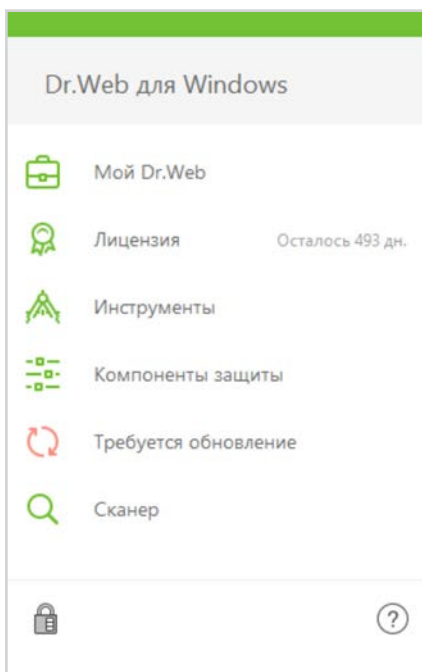 Dr.Web для Windows
Мой Dr.Web
Лицензия Осталось 493 дн.
Инструменты
Компоненты защиты
Требуется обновление
Сканер
?